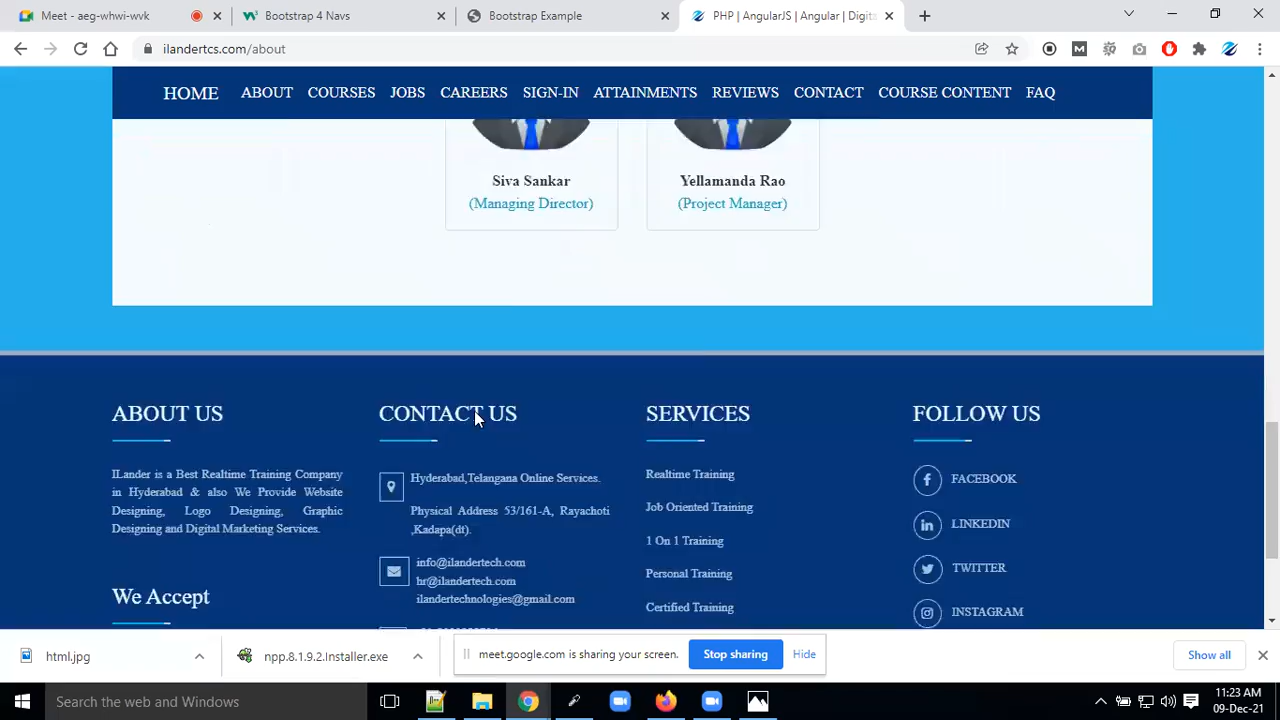 Meet - aeg-whwi-wvk
Bootstrap 4 Navs
Bootstrap Example
PHP | AngularJS | Angular | Digit
ilandertcs.com/about
HOME ABOUT COURSES JOBS CAREERS SIGN-IN ATTAINMENTS REVIEWS CONTACT COURSE CONTENT FAQ
Siva Sankar
(Managing Director)
Yellamanda Rao
(Project Manager)
ABOUT US
ILander is a Best Realtime Training Company
in Hyderabad & also We Provide Website
Designing, Logo Designing, Graphic
Designing and Digital Marketing Services.
We Accept
CONTACT US
Hyderabad,Telangana Online Services.
Physical Address 53/161-A, Rayachoti
,Kadapa(dt).
info@ilandertech.com
hr@ilandertech.com
ilandertechnologies@gmail.com
SERVICES
Realtime Training
Job Oriented Training
1 On 1 Training
Personal Training
Certified Training
FOLLOW US
FACEBOOK
LINKEDIN
TWITTER
INSTAGRAM
html.jpg
npp.8.1.9.2.Installer.exe
meet.google.com is sharing your screen.
Stop sharing
Hide
Show all
Search the web and Windows
11:23 AM
09-Dec-21